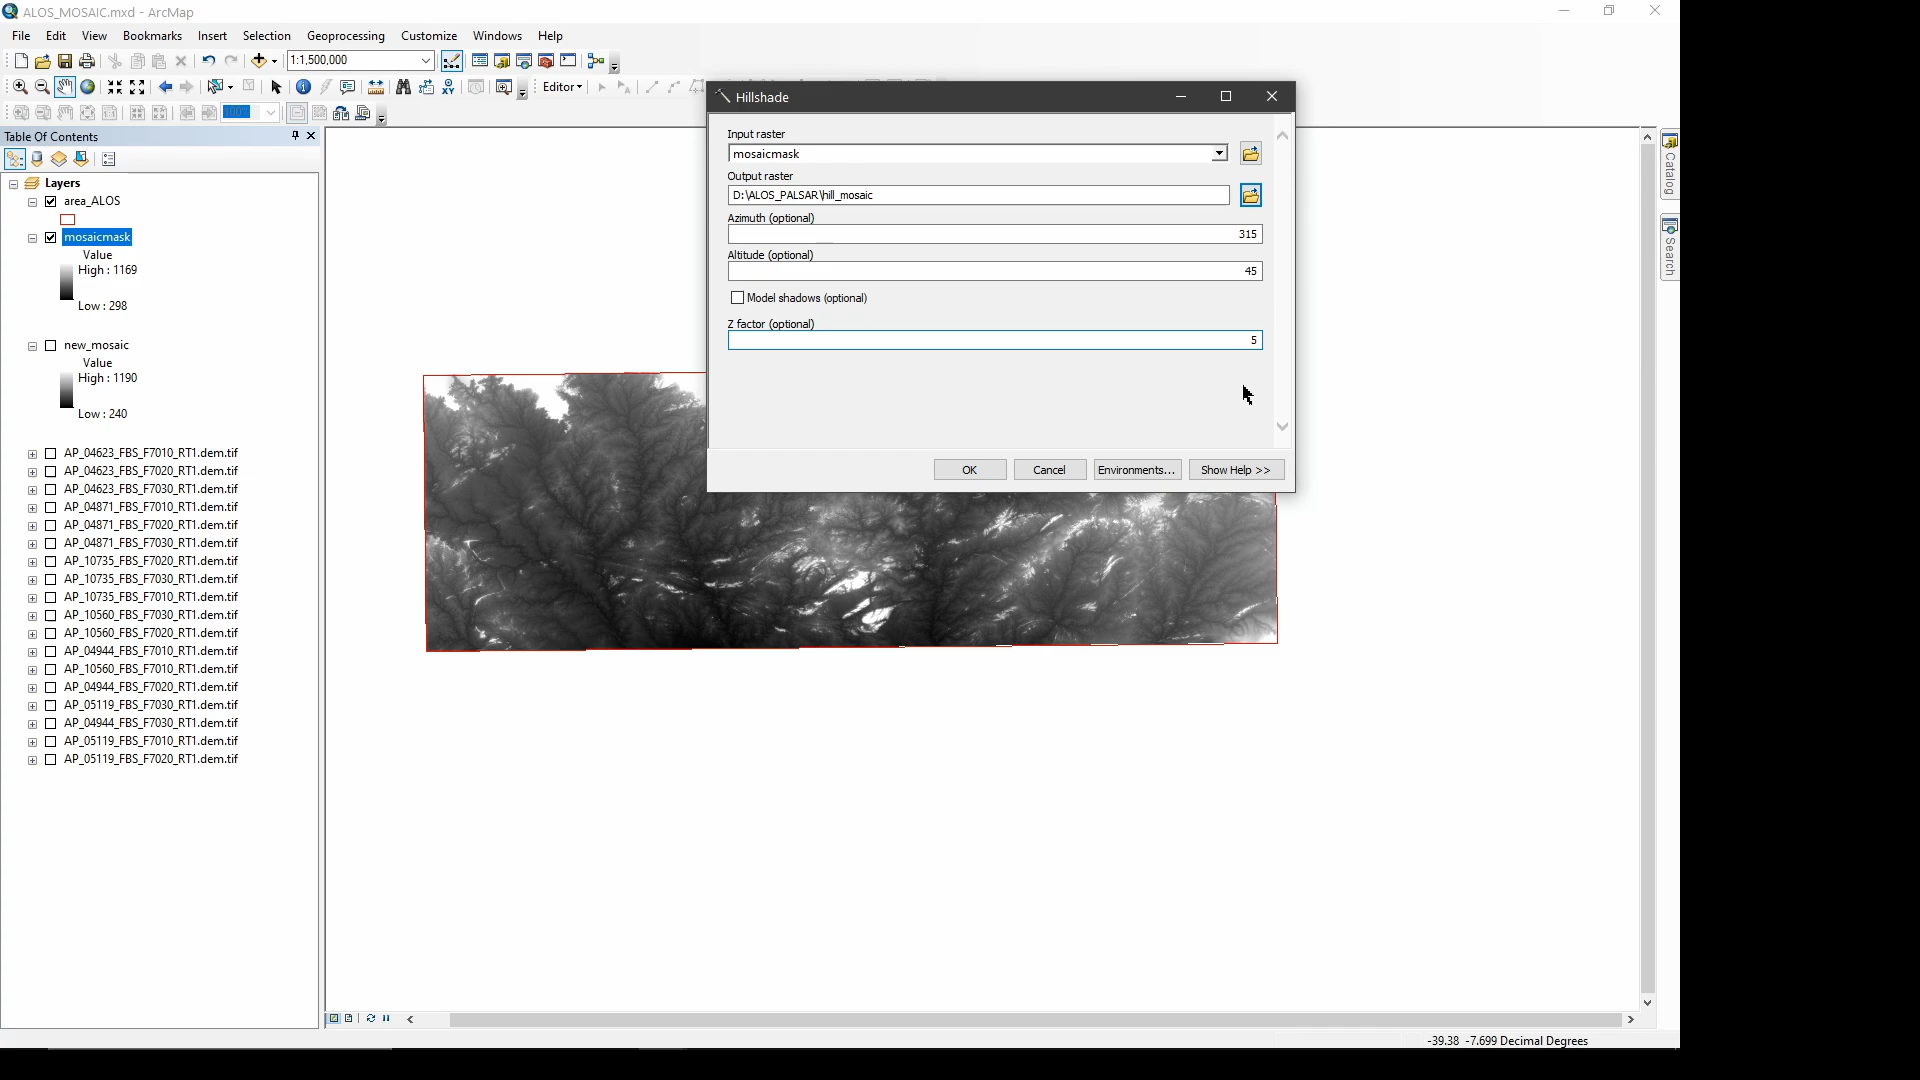 ALOS_MOSAIC.mxd - ArcMap
File Edit View Bookmarks Insert Selection Geoprocessing Customize Windows Help
1:1,500,000
Editor
100%
Table Of Contents
Layers
area_ALOS
mosaicmask
Value
High : 1169
Low : 298
new_mosaic
Value
High : 1190
Low : 240
AP_04623_FBS_F7010_RT1.dem.tif
AP_04623_FBS_F7020_RT1.dem.tif
AP_04623_FBS_F7030_RT1.dem.tif
AP_04871_FBS_F7010_RT1.dem.tif
AP_04871_FBS_F7020_RT1.dem.tif
AP_04871_FBS_F7030_RT1.dem.tif
AP_10735_FBS_F7020_RT1.dem.tif
AP_10735_FBS_F7030_RT1.dem.tif
AP_10735_FBS_F7010_RT1.dem.tif
AP_10560_FBS_F7030_RT1.dem.tif
AP_10560_FBS_F7020_RT1.dem.tif
AP_04944_FBS_F7010_RT1.dem.tif
AP_10560_FBS_F7010_RT1.dem.tif
AP_04944_FBS_F7020_RT1.dem.tif
AP_05119_FBS_F7030_RT1.dem.tif
AP_04944_FBS_F7030_RT1.dem.tif
AP_05119_FBS_F7010_RT1.dem.tif
AP_05119_FBS_F7020_RT1.dem.tif
Hillshade
Input raster
mosaicmask
Output raster
D:\ALOS_PALSAR\hill_mosaic
Azimuth (optional)
315
Altitude (optional)
45
Model shadows (optional)
Z factor (optional)
5
OK Cancel Environments... Show Help >>
Catalog
Search
-39.38 -7.699 Decimal Degrees